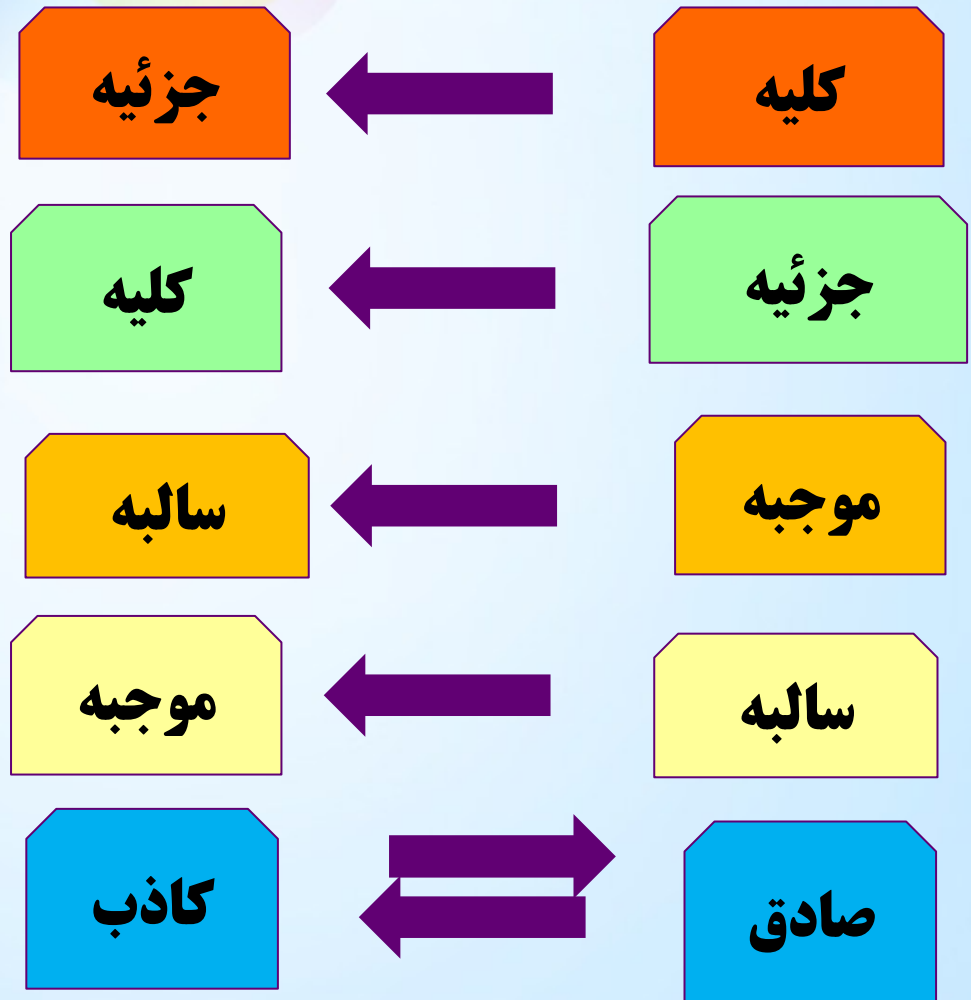 کلیه
جزئیه
جزئیه
کلیه
موجبه
سالبه
سالبه
موجبه
صادق
کاذب